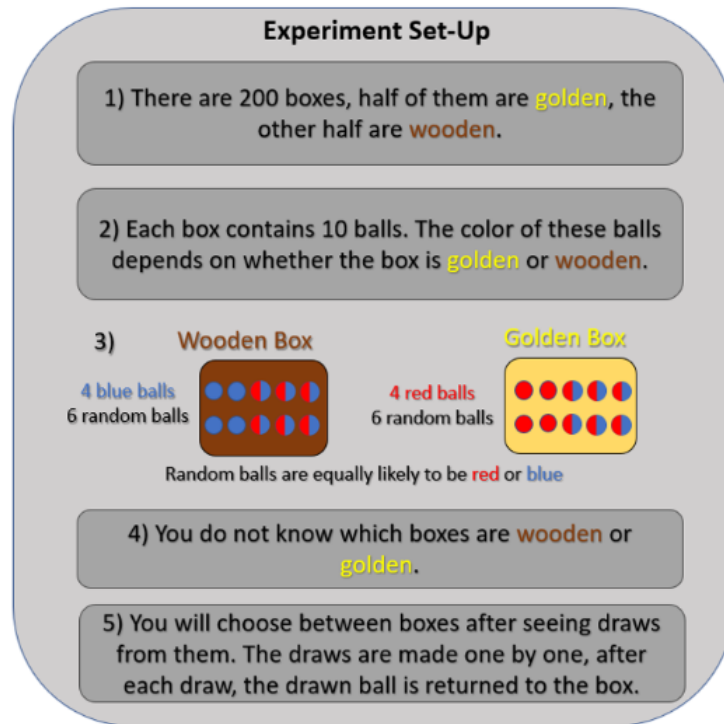 Experiment Set-Up
1) There are 200 boxes, half of them are golden, the
other half are wooden.
2) Each box contains 10 balls. The color of these balls
depends on whether the box is golden or wooden.
3)
Wooden Box
4 blue balls
6 random balls
Golden Box
4 red balls
6 random balls
Random balls are equally likely to be red or blue
4) You do not know which boxes are wooden or
golden.
5) You will choose between boxes after seeing draws
from them. The draws are made one by one, after
each draw, the drawn ball is returned to the box.